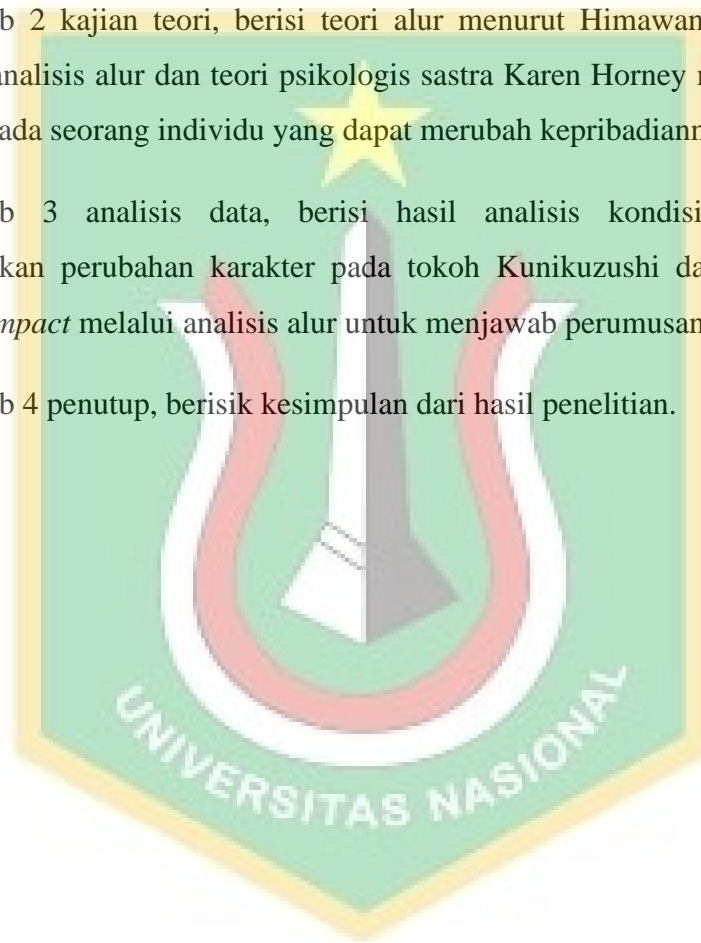 b 2 kajian teori, berisi teori alur menurut Himawan
analisis alur dan teori psikologis sastra Karen Horney
ada seorang individu yang dapat merubah kepribadiann
b 3 analisis data, berisi hasil analisis kondisi
kan perubahan karakter pada tokoh Kunikuzushi da
mpact melalui analisis alur untuk menjawab perumusan
b 4 penutup, berisik kesimpulan dari hasil penelitian.
UNIVERSITAS NASIONAL